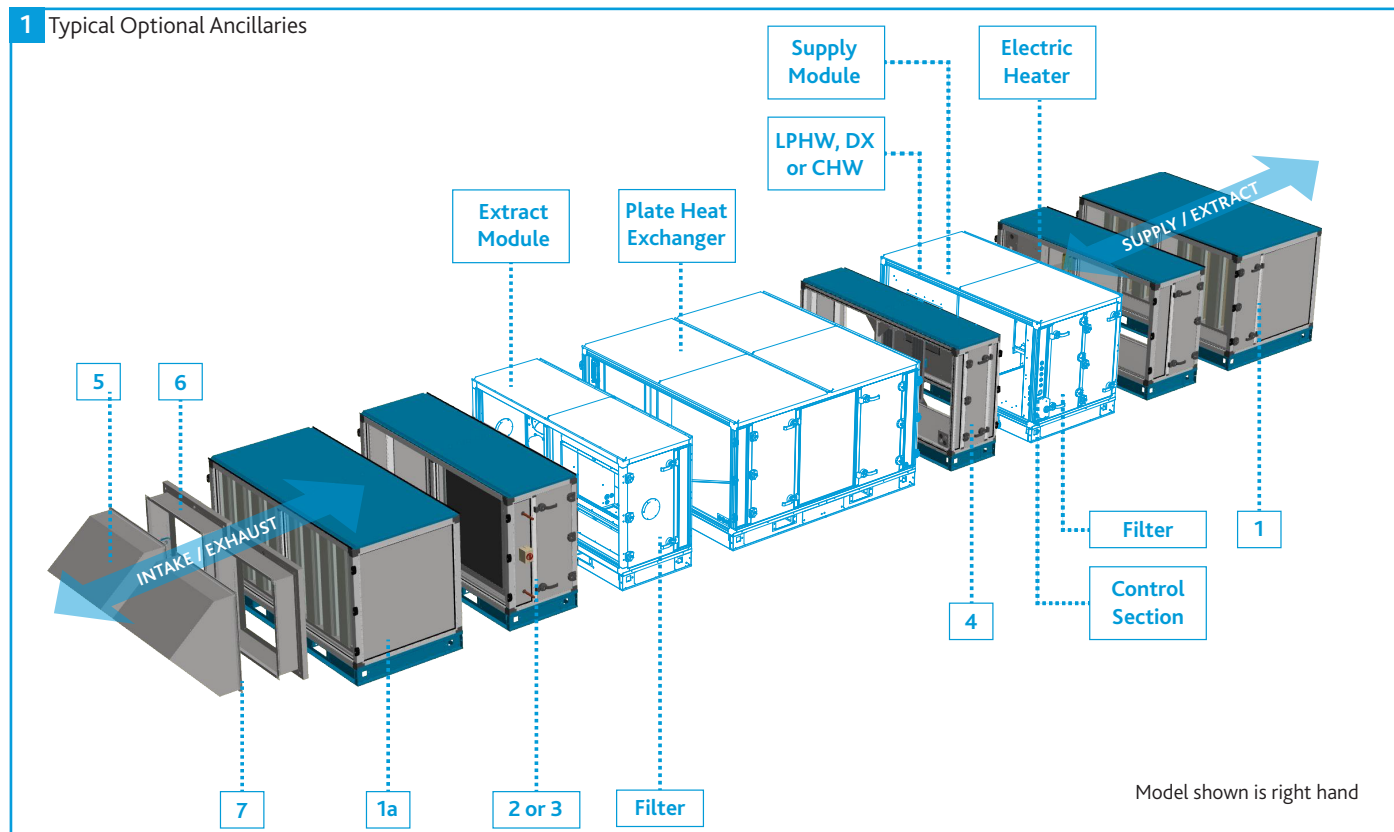 1 Typical Optional Ancillaries
Supply
Module
Electric
Heater
LPHW, DX
or CHW
Extract
Module
Plate Heat
Exchanger
SUPPLY / EXTRACT
5
6
INTAKE / EXHAUST
Filter
1
4
Control
Section
7
1a
2 or 3
Filter
Model shown is right hand